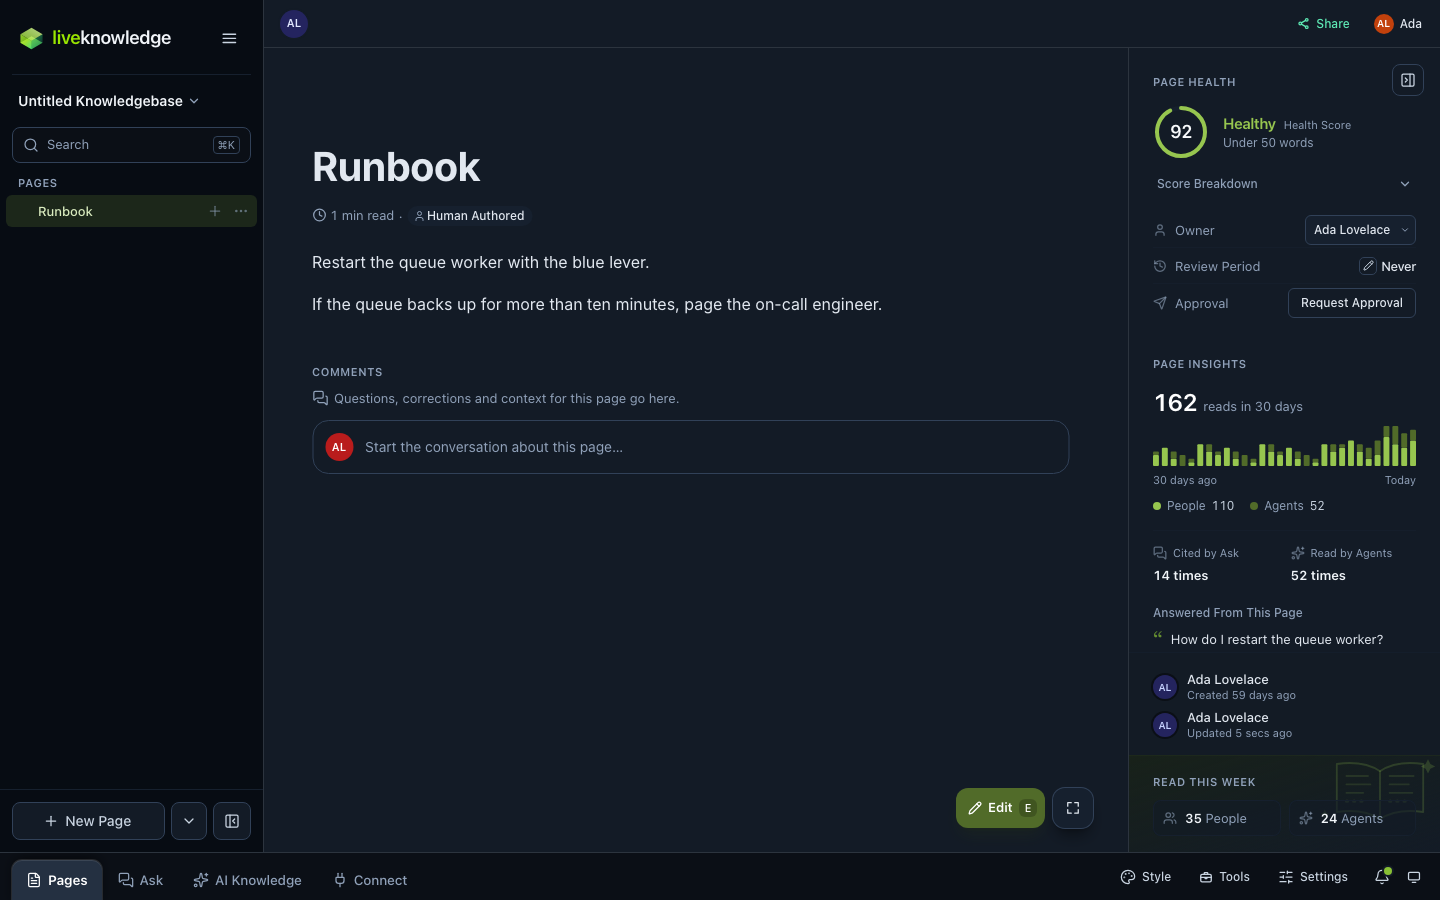 liveknowledge
Untitled Knowledgebase
Search ⌘K
PAGES
Runbook
New Page
AL
Share
AL Ada
Runbook
1 min read · Human Authored
Restart the queue worker with the blue lever.
If the queue backs up for more than ten minutes, page the on-call engineer.
COMMENTS
Questions, corrections and context for this page go here.
AL Start the conversation about this page...
Edit E
PAGE HEALTH
92 Healthy Health Score
Under 50 words
Score Breakdown
Owner Ada Lovelace
Review Period Never
Approval Request Approval
PAGE INSIGHTS
162 reads in 30 days
30 days ago Today
People 110 Agents 52
Cited by Ask Read by Agents
14 times 52 times
Answered From This Page
“ How do I restart the queue worker?
AL Ada Lovelace
Created 59 days ago
AL Ada Lovelace
Updated 5 secs ago
READ THIS WEEK
35 People 24 Agents
Pages Ask AI Knowledge Connect
Style Tools Settings